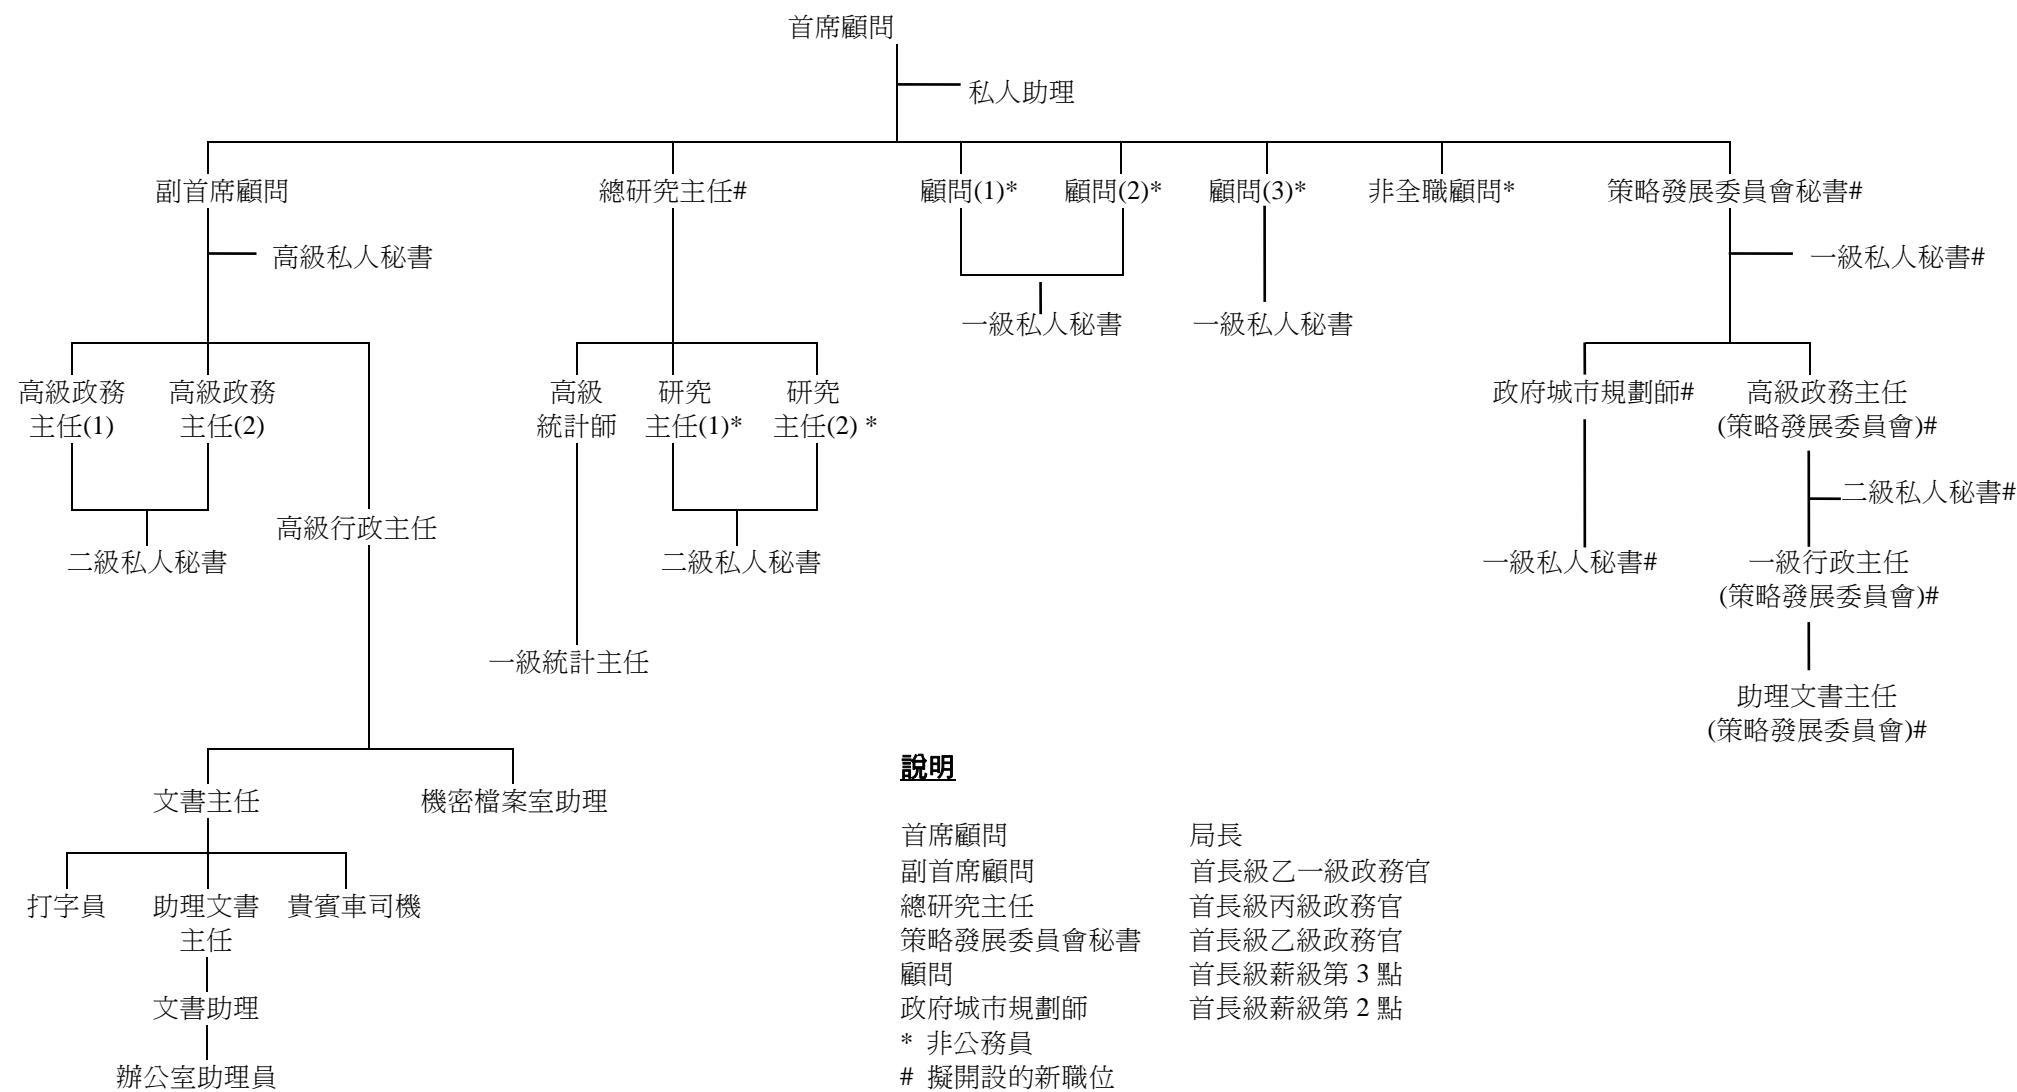 首席顧問
私人助理
副首席顧問
總研究主任#
顧問(1)*
顧問(2)*
顧問(3)*
非全職顧問*
策略發展委員會秘書#
高級私人秘書
一級私人秘書#
一級私人秘書
一級私人秘書
高級政務
主任(1)
高級政務
主任(2)
高級
統計師
研究
主任(1)*
研究
主任(2) *
政府城市規劃師#
高級政務主任
(策略發展委員會)#
二級私人秘書#
高級行政主任
二級私人秘書
二級私人秘書
一級私人秘書#
一級行政主任
(策略發展委員會)#
一級統計主任
助理文書主任
(策略發展委員會)#
文書主任
機密檔案室助理
打字員
助理文書
主任
貴賓車司機
文書助理
辦公室助理員
說明
首席顧問 局長
副首席顧問 首長級乙一級政務官
總研究主任 首長級丙級政務官
策略發展委員會秘書 首長級乙級政務官
顧問 首長級薪級第 3 點
政府城市規劃師 首長級薪級第 2 點
* 非公務員
# 擬開設的新職位